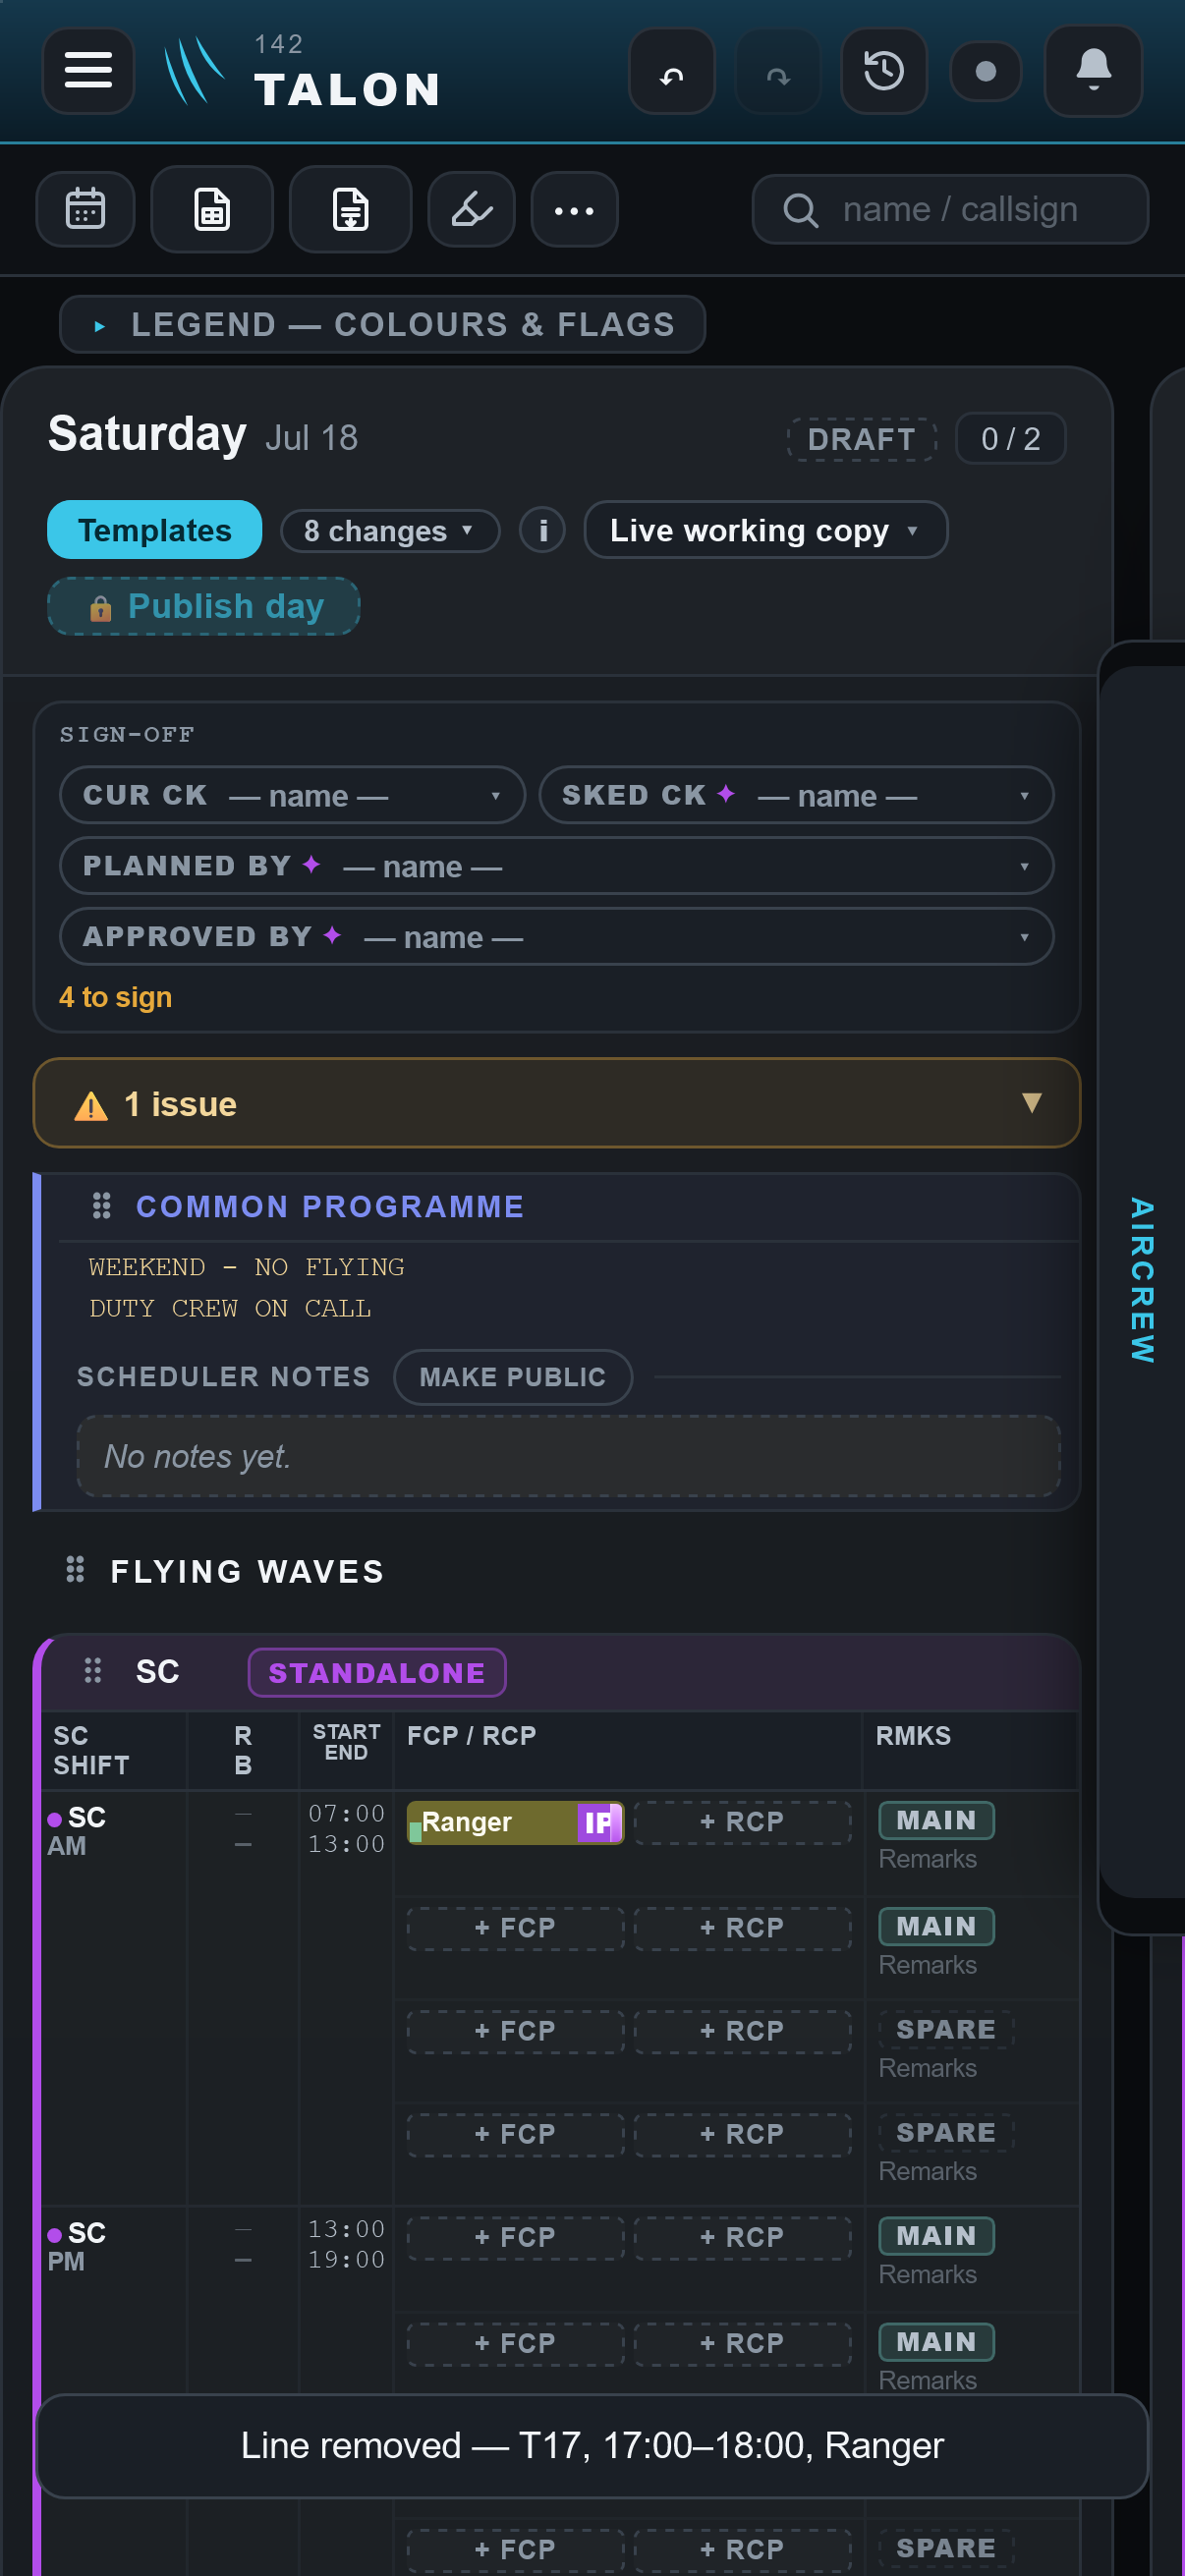 142
TALON
name / callsign
LEGEND — COLOURS & FLAGS
Saturday Jul 18
DRAFT
0 / 2
Templates
8 changes
i
Live working copy
Publish day
SIGN-OFF
CUR CK — name —
SKED CK — name —
PLANNED BY — name —
APPROVED BY — name —
4 to sign
1 issue
COMMON PROGRAMME
WEEKEND – NO FLYING
DUTY CREW ON CALL
SCHEDULER NOTES
MAKE PUBLIC
No notes yet.
AIRCREW
FLYING WAVES
SC
STANDALONE
SC
SHIFT
R
B
START
END
FCP / RCP
RMKS
SC
AM
—
—
07:00
13:00
Ranger
IP
+ RCP
MAIN
Remarks
+ FCP
+ RCP
MAIN
Remarks
+ FCP
+ RCP
SPARE
Remarks
+ FCP
+ RCP
SPARE
Remarks
SC
PM
—
—
13:00
19:00
+ FCP
+ RCP
MAIN
Remarks
+ FCP
+ RCP
MAIN
Remarks
Line removed — T17, 17:00–18:00, Ranger
+ FCP
+ RCP
SPARE